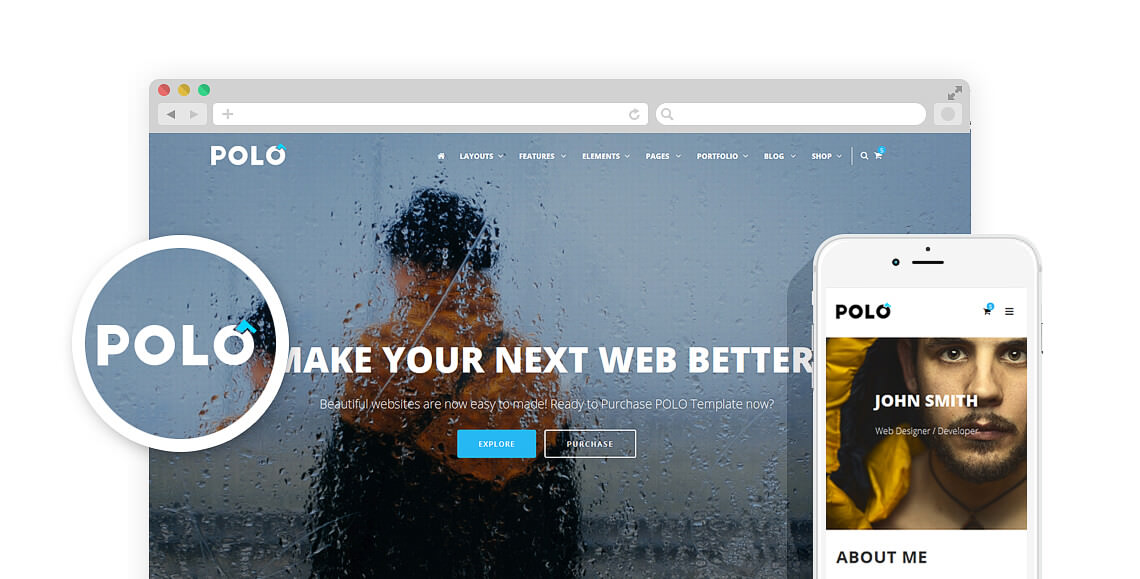 POLO
LAYOUTS FEATURES ELEMENTS PAGES PORTFOLIO BLOG SHOP
POLO
MAKE YOUR NEXT WEB BETTER
Beautiful websites are now easy to made! Ready to Purchase POLO Template now?
EXPLORE PURCHASE
POLO
JOHN SMITH
Web Designer / Developer
ABOUT ME